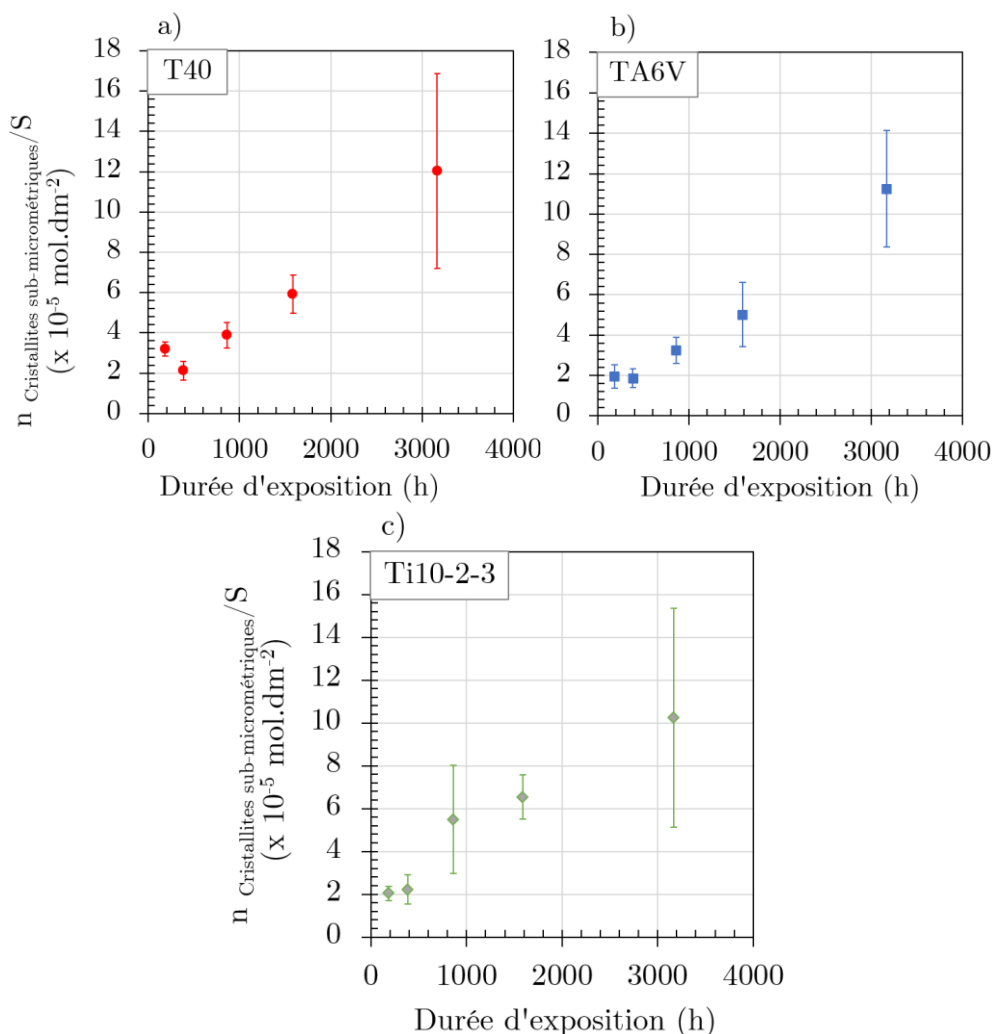 a)
T40
n Cristallites sub-micrométriques/S
(x 10-5 mol.dm-2)
18
16
14
12
10
8
6
4
2
0
0 1000 2000 3000 4000
Durée d'exposition (h)
b)
TA6V
18
16
14
12
10
8
6
4
2
0
0 1000 2000 3000 4000
Durée d'exposition (h)
c)
Ti10-2-3
n Cristallites sub-micrométriques/S
(x 10-5 mol.dm-2)
18
16
14
12
10
8
6
4
2
0
0 1000 2000 3000 4000
Durée d'exposition (h)